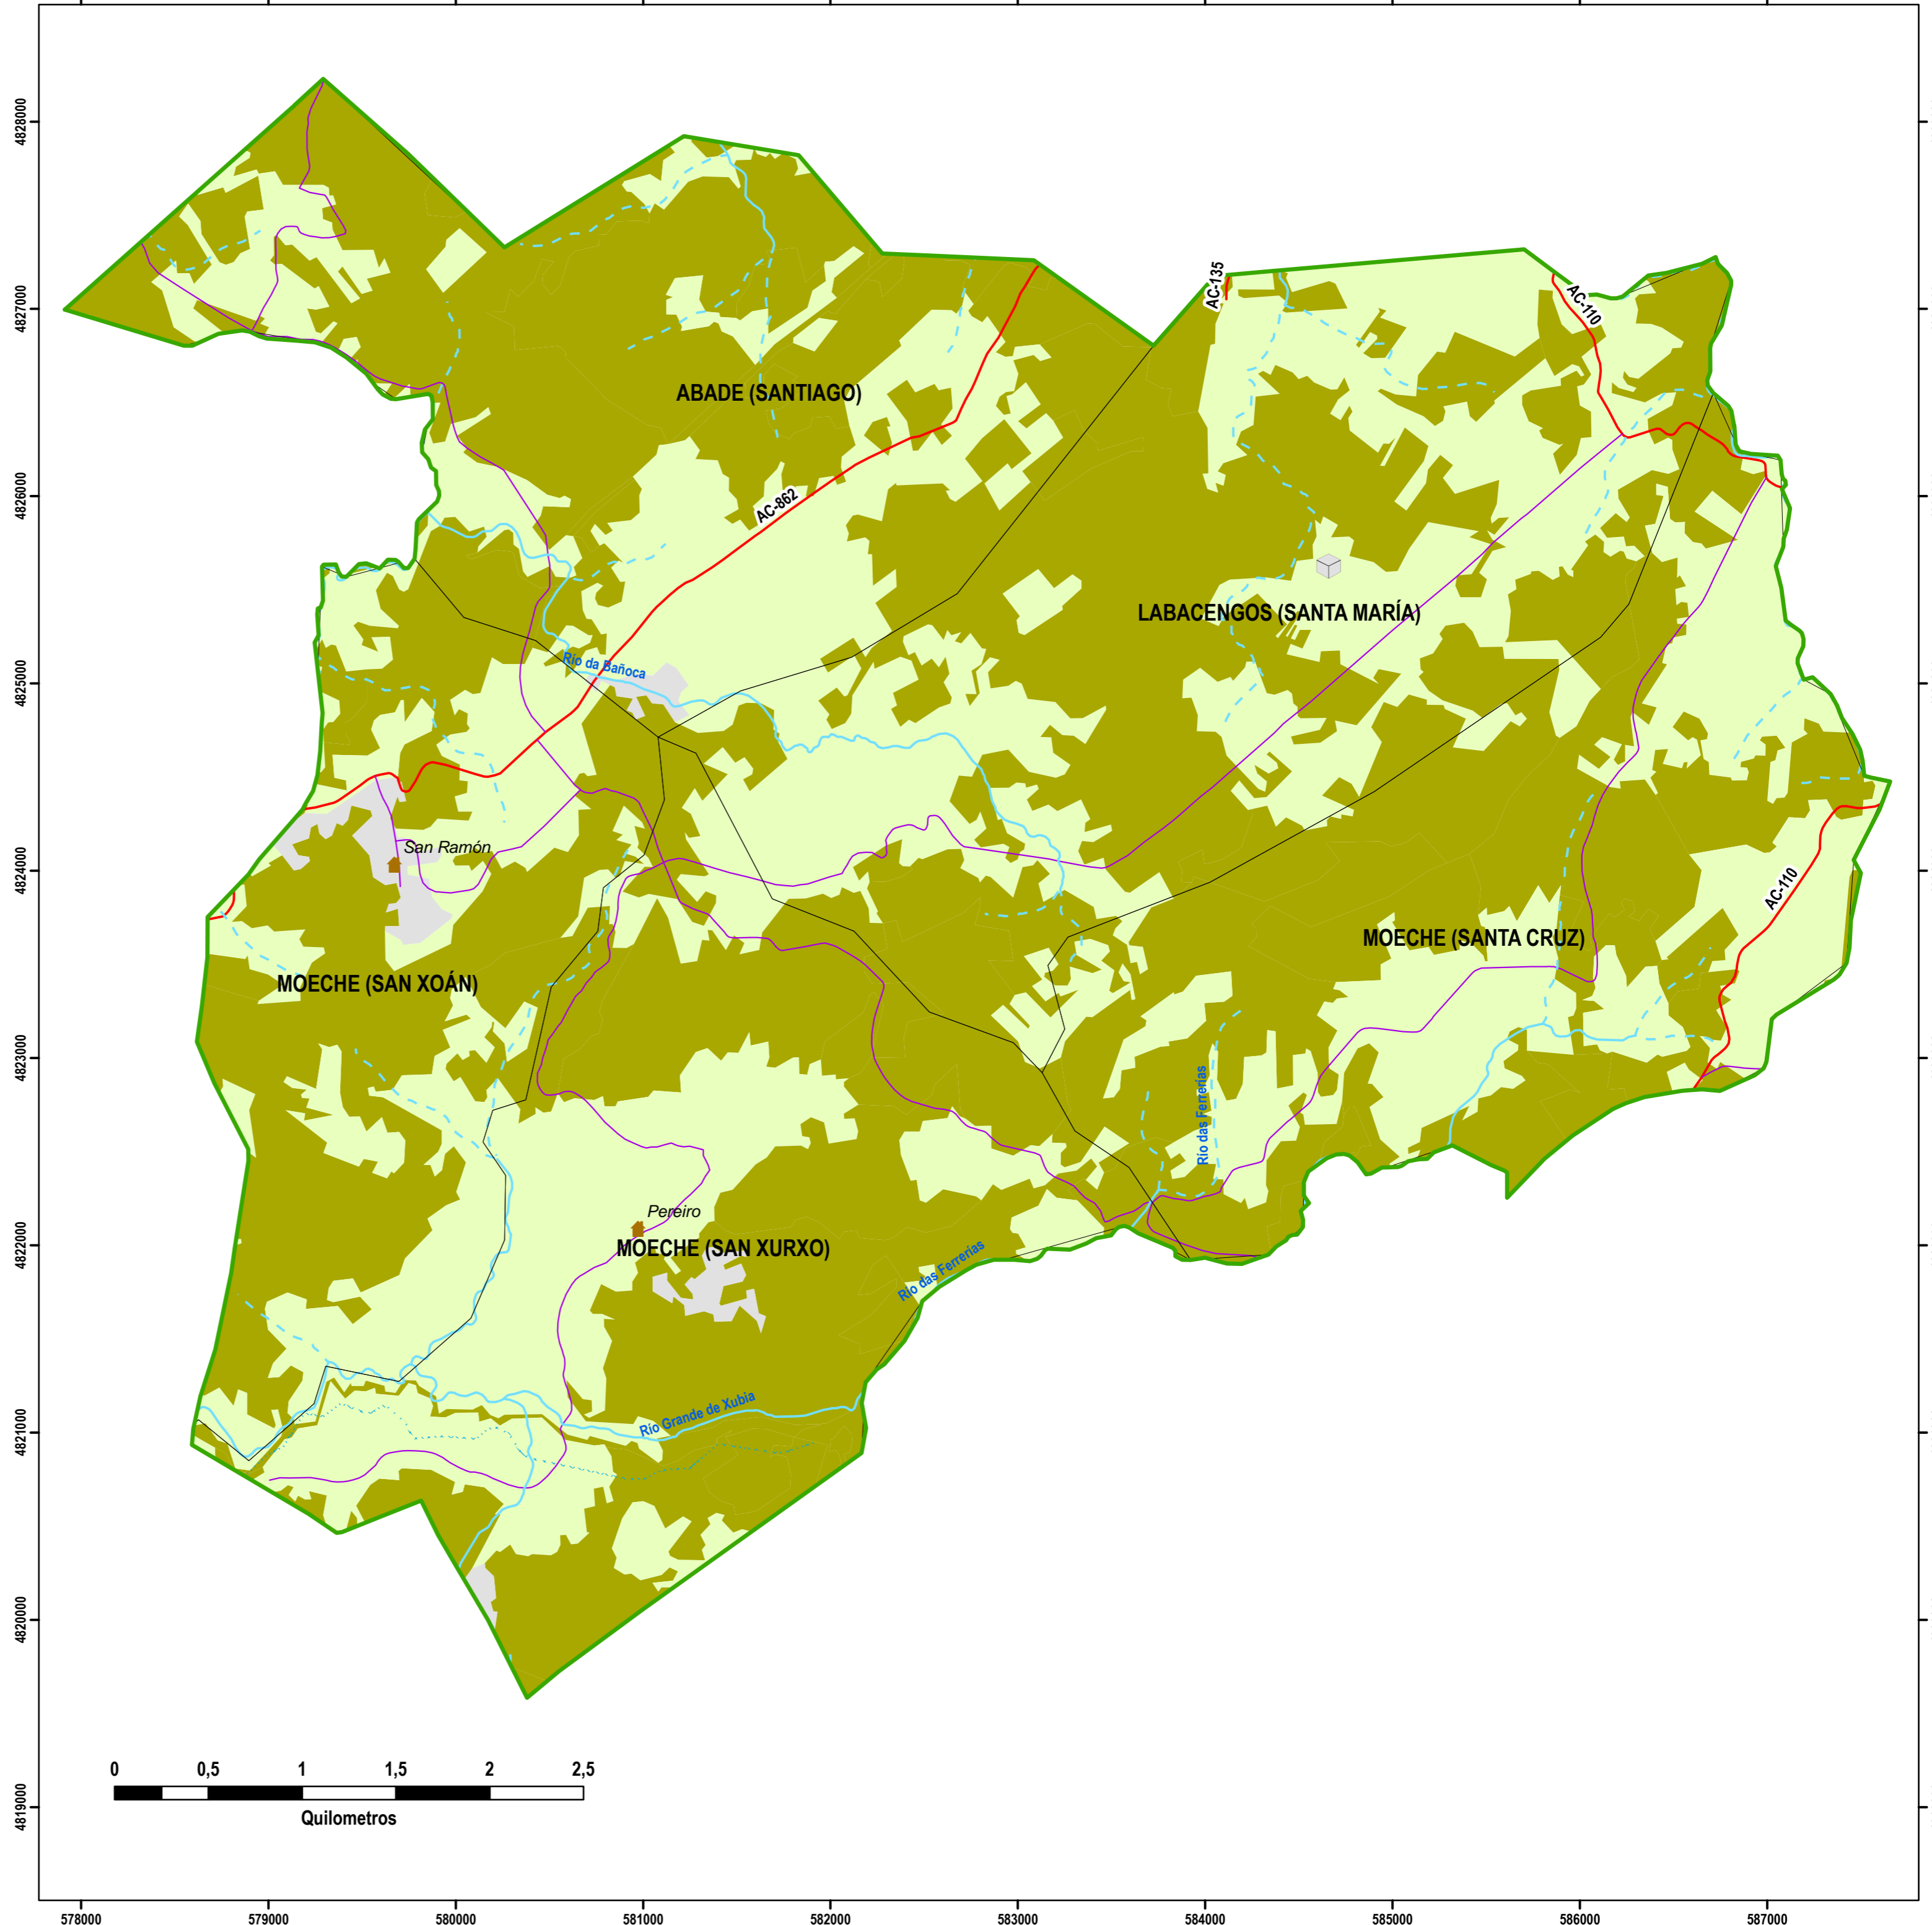 4828000
4827000
4826000
4825000
4824000
4823000
4822000
4821000
4820000
4819000
AC-135
AC-110
ABADE (SANTIAGO)
AC-862
LABACENGOS (SANTA MARÍA)
Río da Bañoca
San Ramón
AC-110
MOECHE (SANTA CRUZ)
MOECHE (SAN XOÁN)
Río das Ferrerías
Pereiro
MOECHE (SAN XURXO)
Río das Ferrerías
Río Grande de Xubia
0 0,5 1 1,5 2 2,5
Quilometros
578000 579000 580000 581000 582000 583000 584000 585000 586000 587000